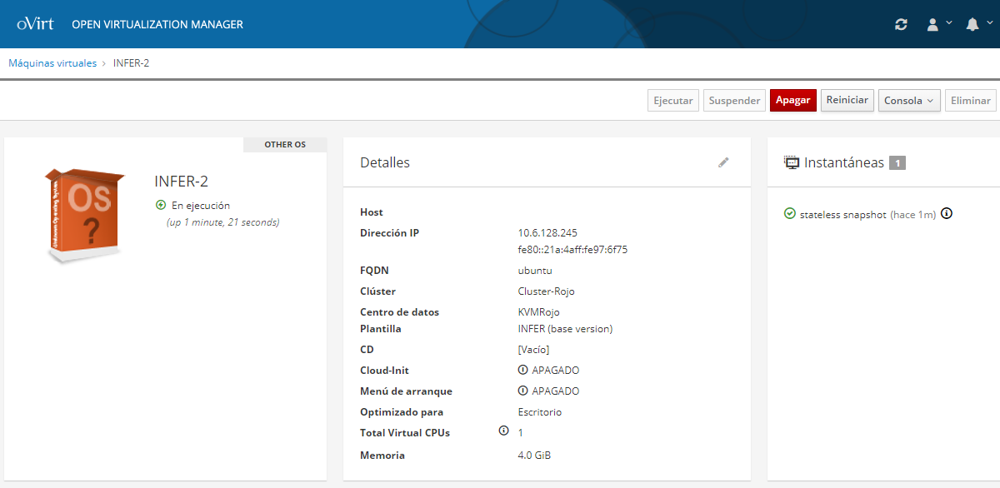 oVirt OPEN VIRTUALIZATION MANAGER
Máquinas virtuales > INFER-2
Ejecutar Suspender Apagar Reiniciar Consola Eliminar
OTHER OS
OS
?
INFER-2
En ejecución
(up 1 minute, 21 seconds)
Detalles
Host
Dirección IP 10.6.128.245
fe80::21a:4aff:fe97:6f75
FQDN ubuntu
Clúster Cluster-Rojo
Centro de datos KVMRojo
Plantilla INFER (base version)
CD [Vacío]
Cloud-Init APAGADO
Menú de arranque APAGADO
Optimizado para Escritorio
Total Virtual CPUs 1
Memoria 4.0 GiB
Instantáneas 1
stateless snapshot (hace 1m)